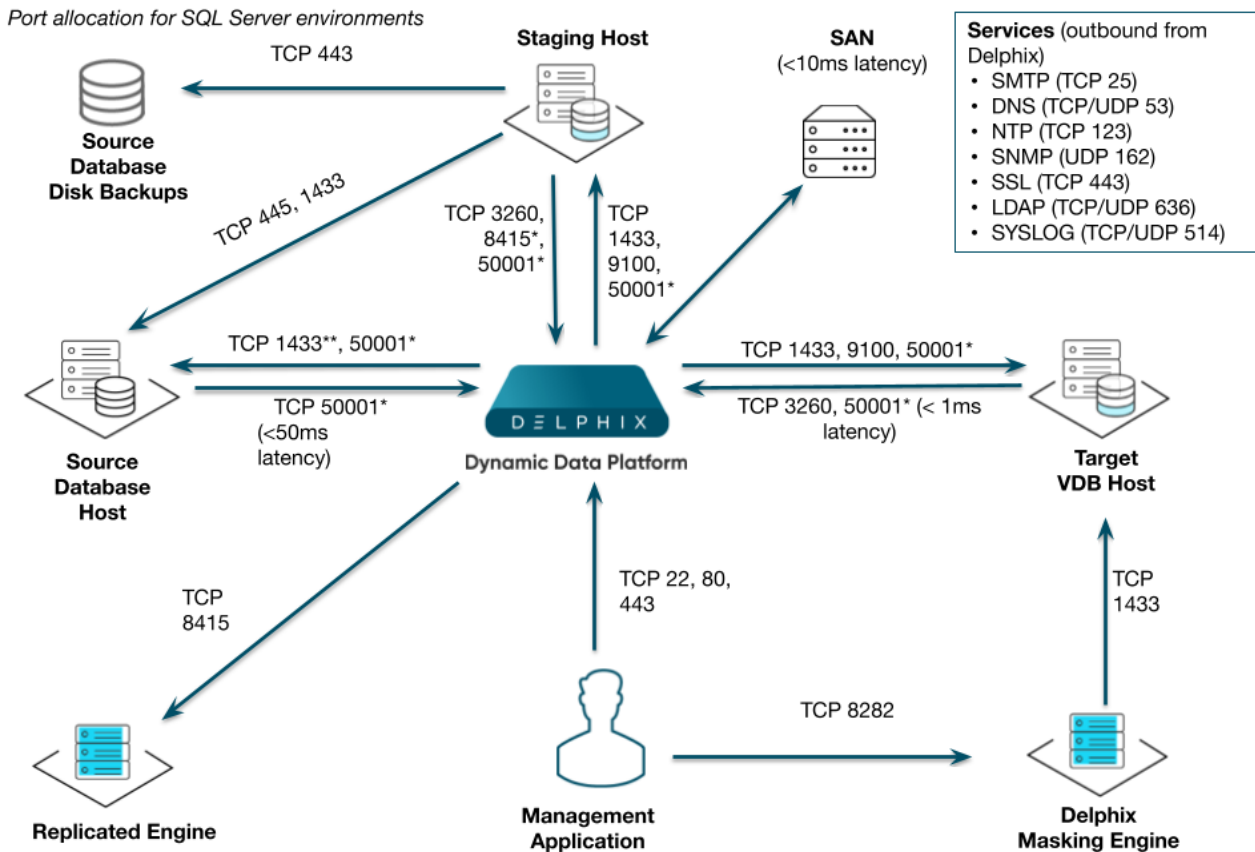 Port allocation for SQL Server environments
TCP 443
Staging Host
SAN
(<10ms latency)
Services (outbound from
Delphix)
• SMTP (TCP 25)
• DNS (TCP/UDP 53)
• NTP (TCP 123)
• SNMP (UDP 162)
• SSL (TCP 443)
• LDAP (TCP/UDP 636)
• SYSLOG (TCP/UDP 514)
Source
Database
Disk Backups
TCP 445, 1433
TCP 3260,
8415*,
50001*
TCP
1433,
9100,
50001*
TCP 1433**, 50001*
TCP 50001*
(<50ms
latency)
TCP 1433, 9100, 50001*
TCP 3260, 50001* (< 1ms
latency)
DELPHIX
Dynamic Data Platform
Source
Database
Host
Target
VDB Host
TCP
8415
TCP 22, 80,
443
TCP
1433
TCP 8282
Replicated Engine
Management
Application
Delphix
Masking Engine